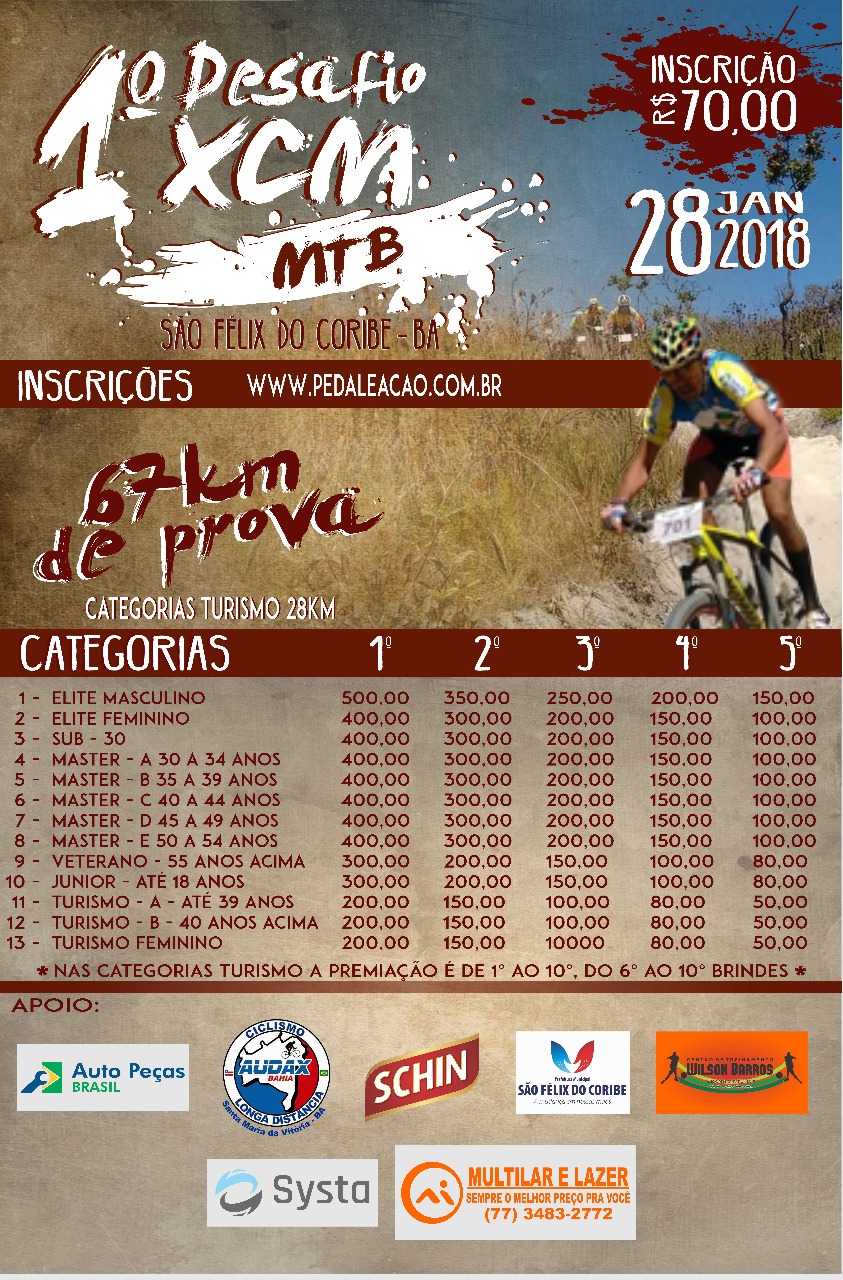 1º Desafio
XCM
MTB
SÃO FÉLIX DO CORIBE - BA
INSCRIÇÃO
R$ 70,00
28 JAN 2018
INSCRIÇÕES WWW.PEDALEACAO.COM.BR
67km
de prova
701
CATEGORIAS TURISMO 28KM
CATEGORIAS 1º 2º 3º 4º 5º
1 - ELITE MASCULINO 500,00 350,00 250,00 200,00 150,00
2 - ELITE FEMININO 400,00 300,00 200,00 150,00 100,00
3 - SUB - 30 400,00 300,00 200,00 150,00 100,00
4 - MASTER - A 30 A 34 ANOS 400,00 300,00 200,00 150,00 100,00
5 - MASTER - B 35 A 39 ANOS 400,00 300,00 200,00 150,00 100,00
6 - MASTER - C 40 A 44 ANOS 400,00 300,00 200,00 150,00 100,00
7 - MASTER - D 45 A 49 ANOS 400,00 300,00 200,00 150,00 100,00
8 - MASTER - E 50 A 54 ANOS 400,00 300,00 200,00 150,00 100,00
9 - VETERANO - 55 ANOS ACIMA 300,00 200,00 150,00 100,00 80,00
10 - JUNIOR - ATÉ 18 ANOS 300,00 200,00 150,00 100,00 80,00
11 - TURISMO - A - ATÉ 39 ANOS 200,00 150,00 100,00 80,00 50,00
12 - TURISMO - B - 40 ANOS ACIMA 200,00 150,00 100,00 80,00 50,00
13 - TURISMO FEMININO 200,00 150,00 10000 80,00 50,00
* NAS CATEGORIAS TURISMO A PREMIAÇÃO É DE 1° AO 10°, DO 6° AO 10° BRINDES *
APOIO:
Auto Peças
BRASIL
CICLISMO
AUDAX
BAHIA
LONGA DISTÂNCIA
Santa Maria da Vitória - BA
SCHIN
Prefeitura Municipal
SÃO FÉLIX DO CORIBE
A mudança em nossas mãos
CENTRO DE TREINAMENTO
WILSON BARROS
Systa
MULTILAR E LAZER
SEMPRE O MELHOR PREÇO PRA VOCÊ
(77) 3483-2772